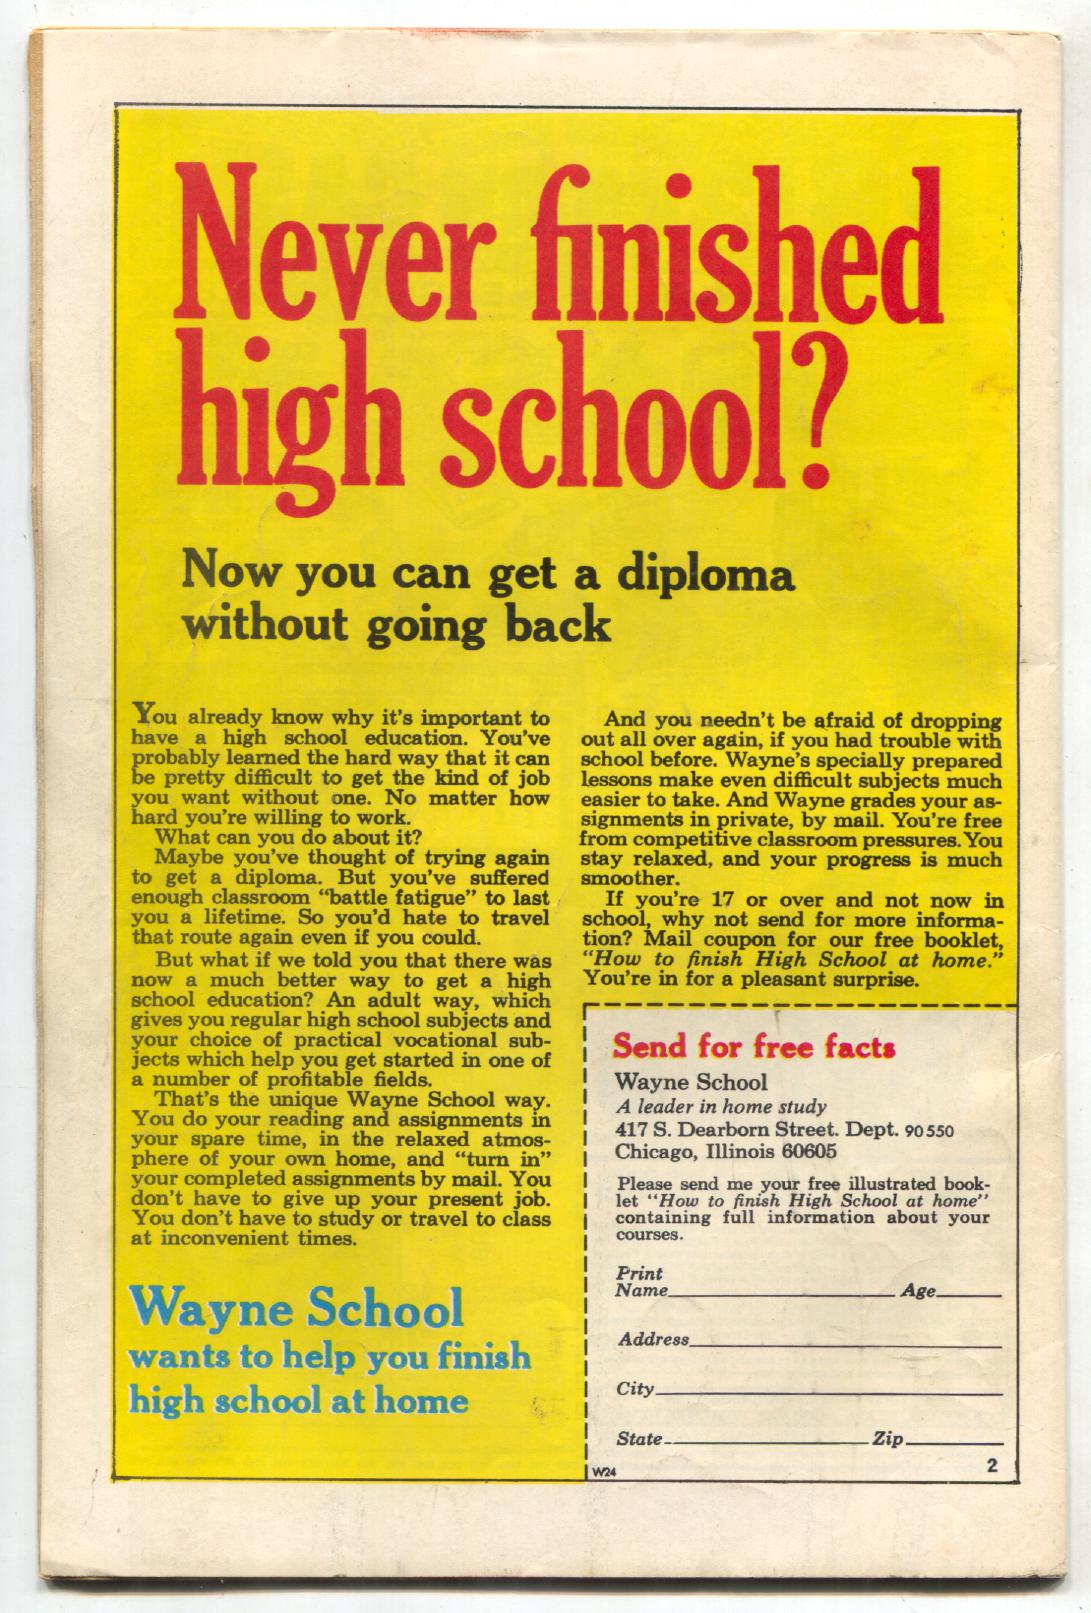 Never finished
high school?
Now you can get a diploma
without going back
You already know why it's important to
have a high school education. You've
probably learned the hard way that it can
be pretty difficult to get the kind of job
you want without one. No matter how
hard you're willing to work.
What can you do about it?
Maybe you've thought of trying again
to get a diploma. But you've suffered
enough classroom “battle fatigue” to last
you a lifetime. So you'd hate to travel
that route again even if you could.
But what if we told you that there was
now a much better way to get a high
school education? An adult way, which
gives you regular high school subjects and
your choice of practical vocational sub-
jects which help you get started in one of
a number of profitable fields.
That's the unique Wayne School way.
You do your reading and assignments in
your spare time, in the relaxed atmos-
phere of your own home, and “turn in”
your completed assignments by mail. You
don't have to give up your present job.
You don't have to study or travel to class
at inconvenient times.
Wayne School
wants to help you finish
high school at home
And you needn't be afraid of dropping
out all over again, if you had trouble with
school before. Wayne's specially prepared
lessons make even difficult subjects much
easier to take. And Wayne grades your as-
signments in private, by mail. You're free
from competitive classroom pressures. You
stay relaxed, and your progress is much
smoother.
If you're 17 or over and not now in
school, why not send for more informa-
tion? Mail coupon for our free booklet,
“How to finish High School at home.”
You're in for a pleasant surprise.
Send for free facts
Wayne School
A leader in home study
417 S. Dearborn Street. Dept. 90550
Chicago, Illinois 60605
Please send me your free illustrated book-
let “How to finish High School at home”
containing full information about your
courses.
Print
Name Age
Address
City
State Zip
W24 2